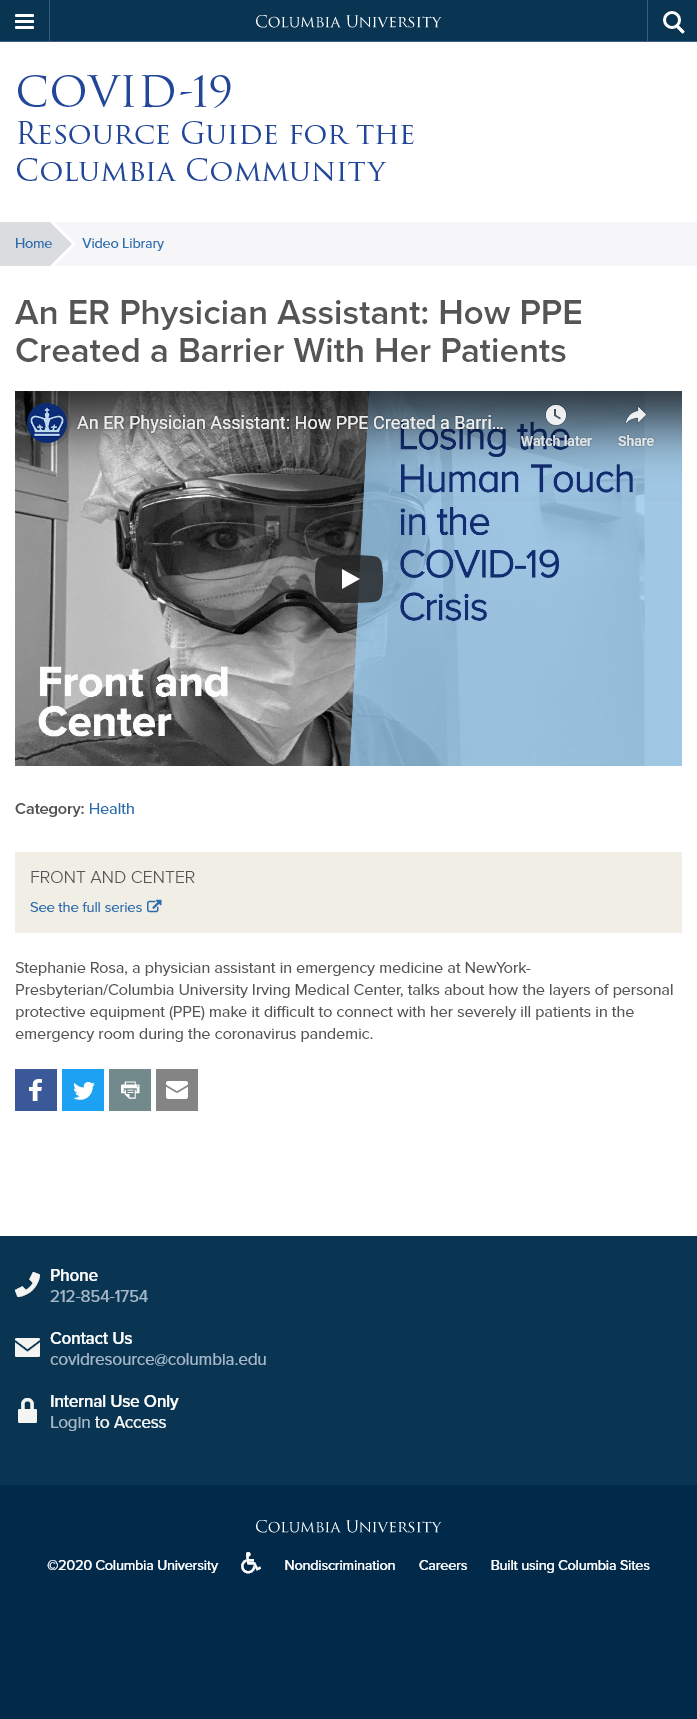 COLUMBIA UNIVERSITY
COVID-19
RESOURCE GUIDE FOR THE
COLUMBIA COMMUNITY
Home
Video Library
An ER Physician Assistant: How PPE
Created a Barrier With Her Patients
An ER Physician Assistant: How PPE Created a Barri...
Watch later
Share
Losing the
Human Touch
in the
COVID-19
Crisis
Front and
Center
Category: Health
FRONT AND CENTER
See the full series
Stephanie Rosa, a physician assistant in emergency medicine at NewYork-
Presbyterian/Columbia University Irving Medical Center, talks about how the layers of personal
protective equipment (PPE) make it difficult to connect with her severely ill patients in the
emergency room during the coronavirus pandemic.
Phone
212-854-1754
Contact Us
covidresource@columbia.edu
Internal Use Only
Login to Access
COLUMBIA UNIVERSITY
©2020 Columbia University Nondiscrimination Careers Built using Columbia Sites